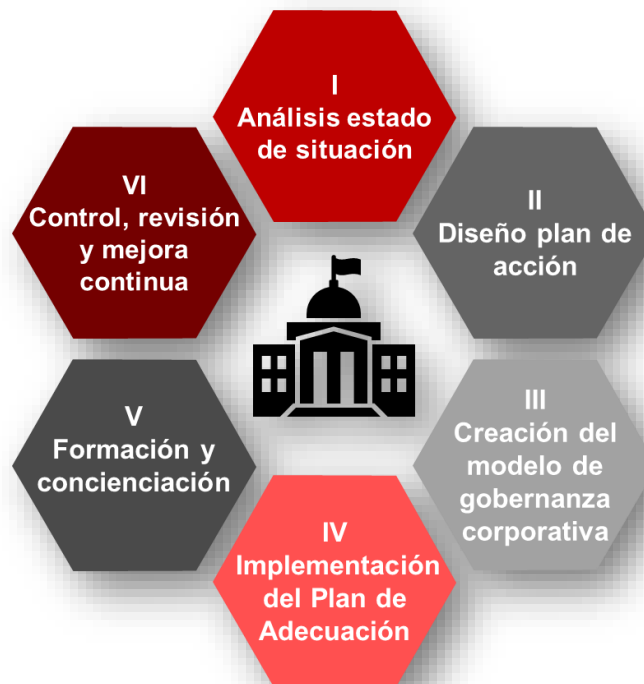 I
Análisis estado
de situación
II
Diseño plan de
acción
III
Creación del
modelo de
gobernanza
corporativa
IV
Implementación
del Plan de
Adecuación
V
Formación y
concienciación
VI
Control, revisión
y mejora
continua